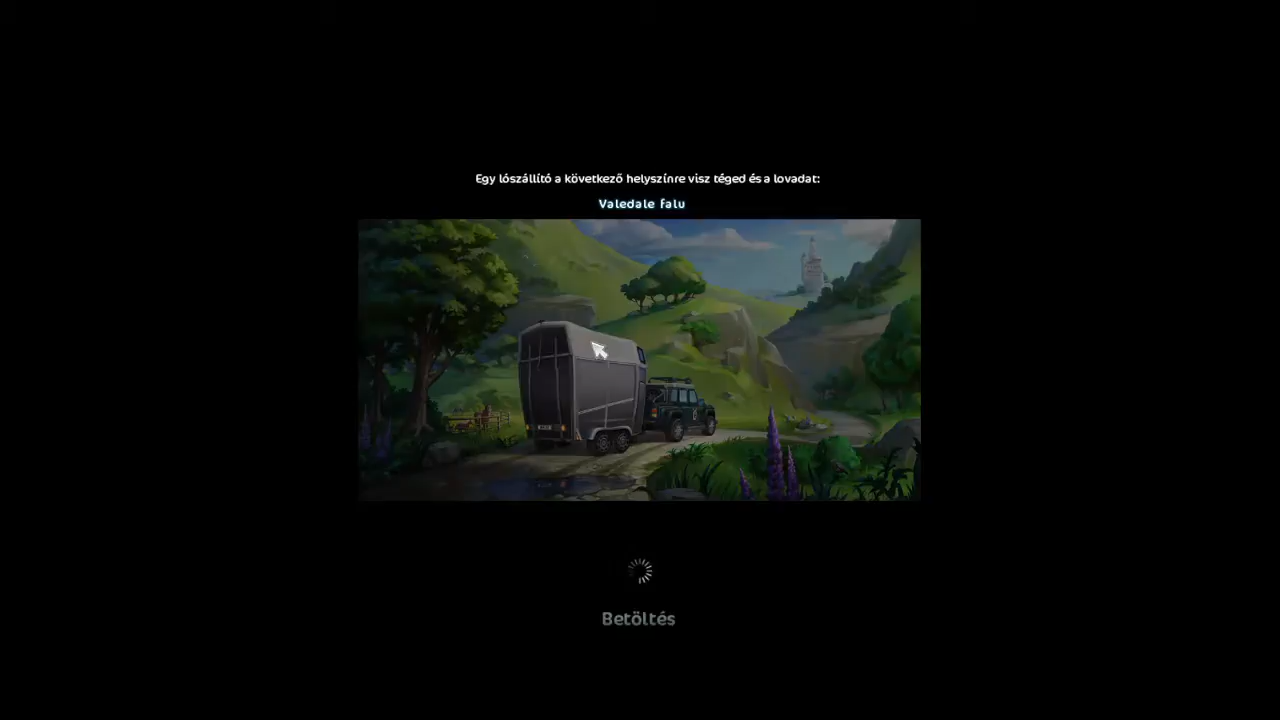 Egy lószállító a következő helyszínre visz téged és a lovadat:
Valedale falu
Betöltés